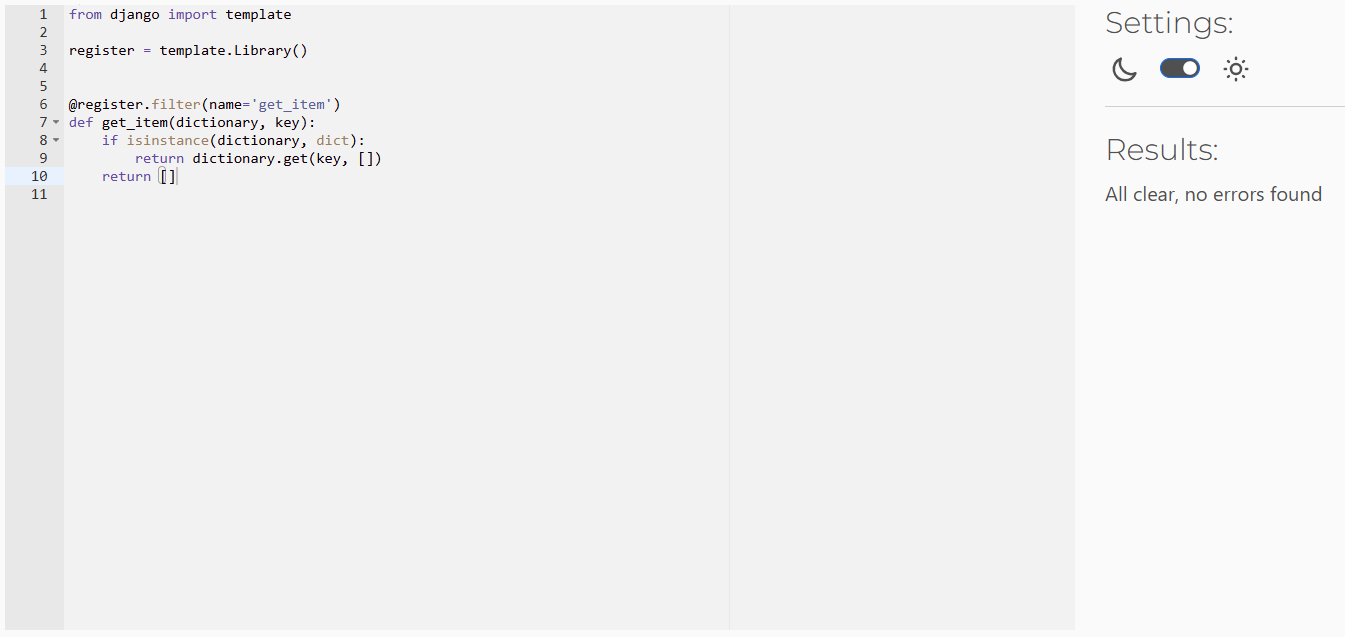 1 from django import template
2
3 register = template.Library()
4
5
6 @register.filter(name='get_item')
7 def get_item(dictionary, key):
8     if isinstance(dictionary, dict):
9         return dictionary.get(key, [])
10     return []
11
Settings:
Results:
All clear, no errors found